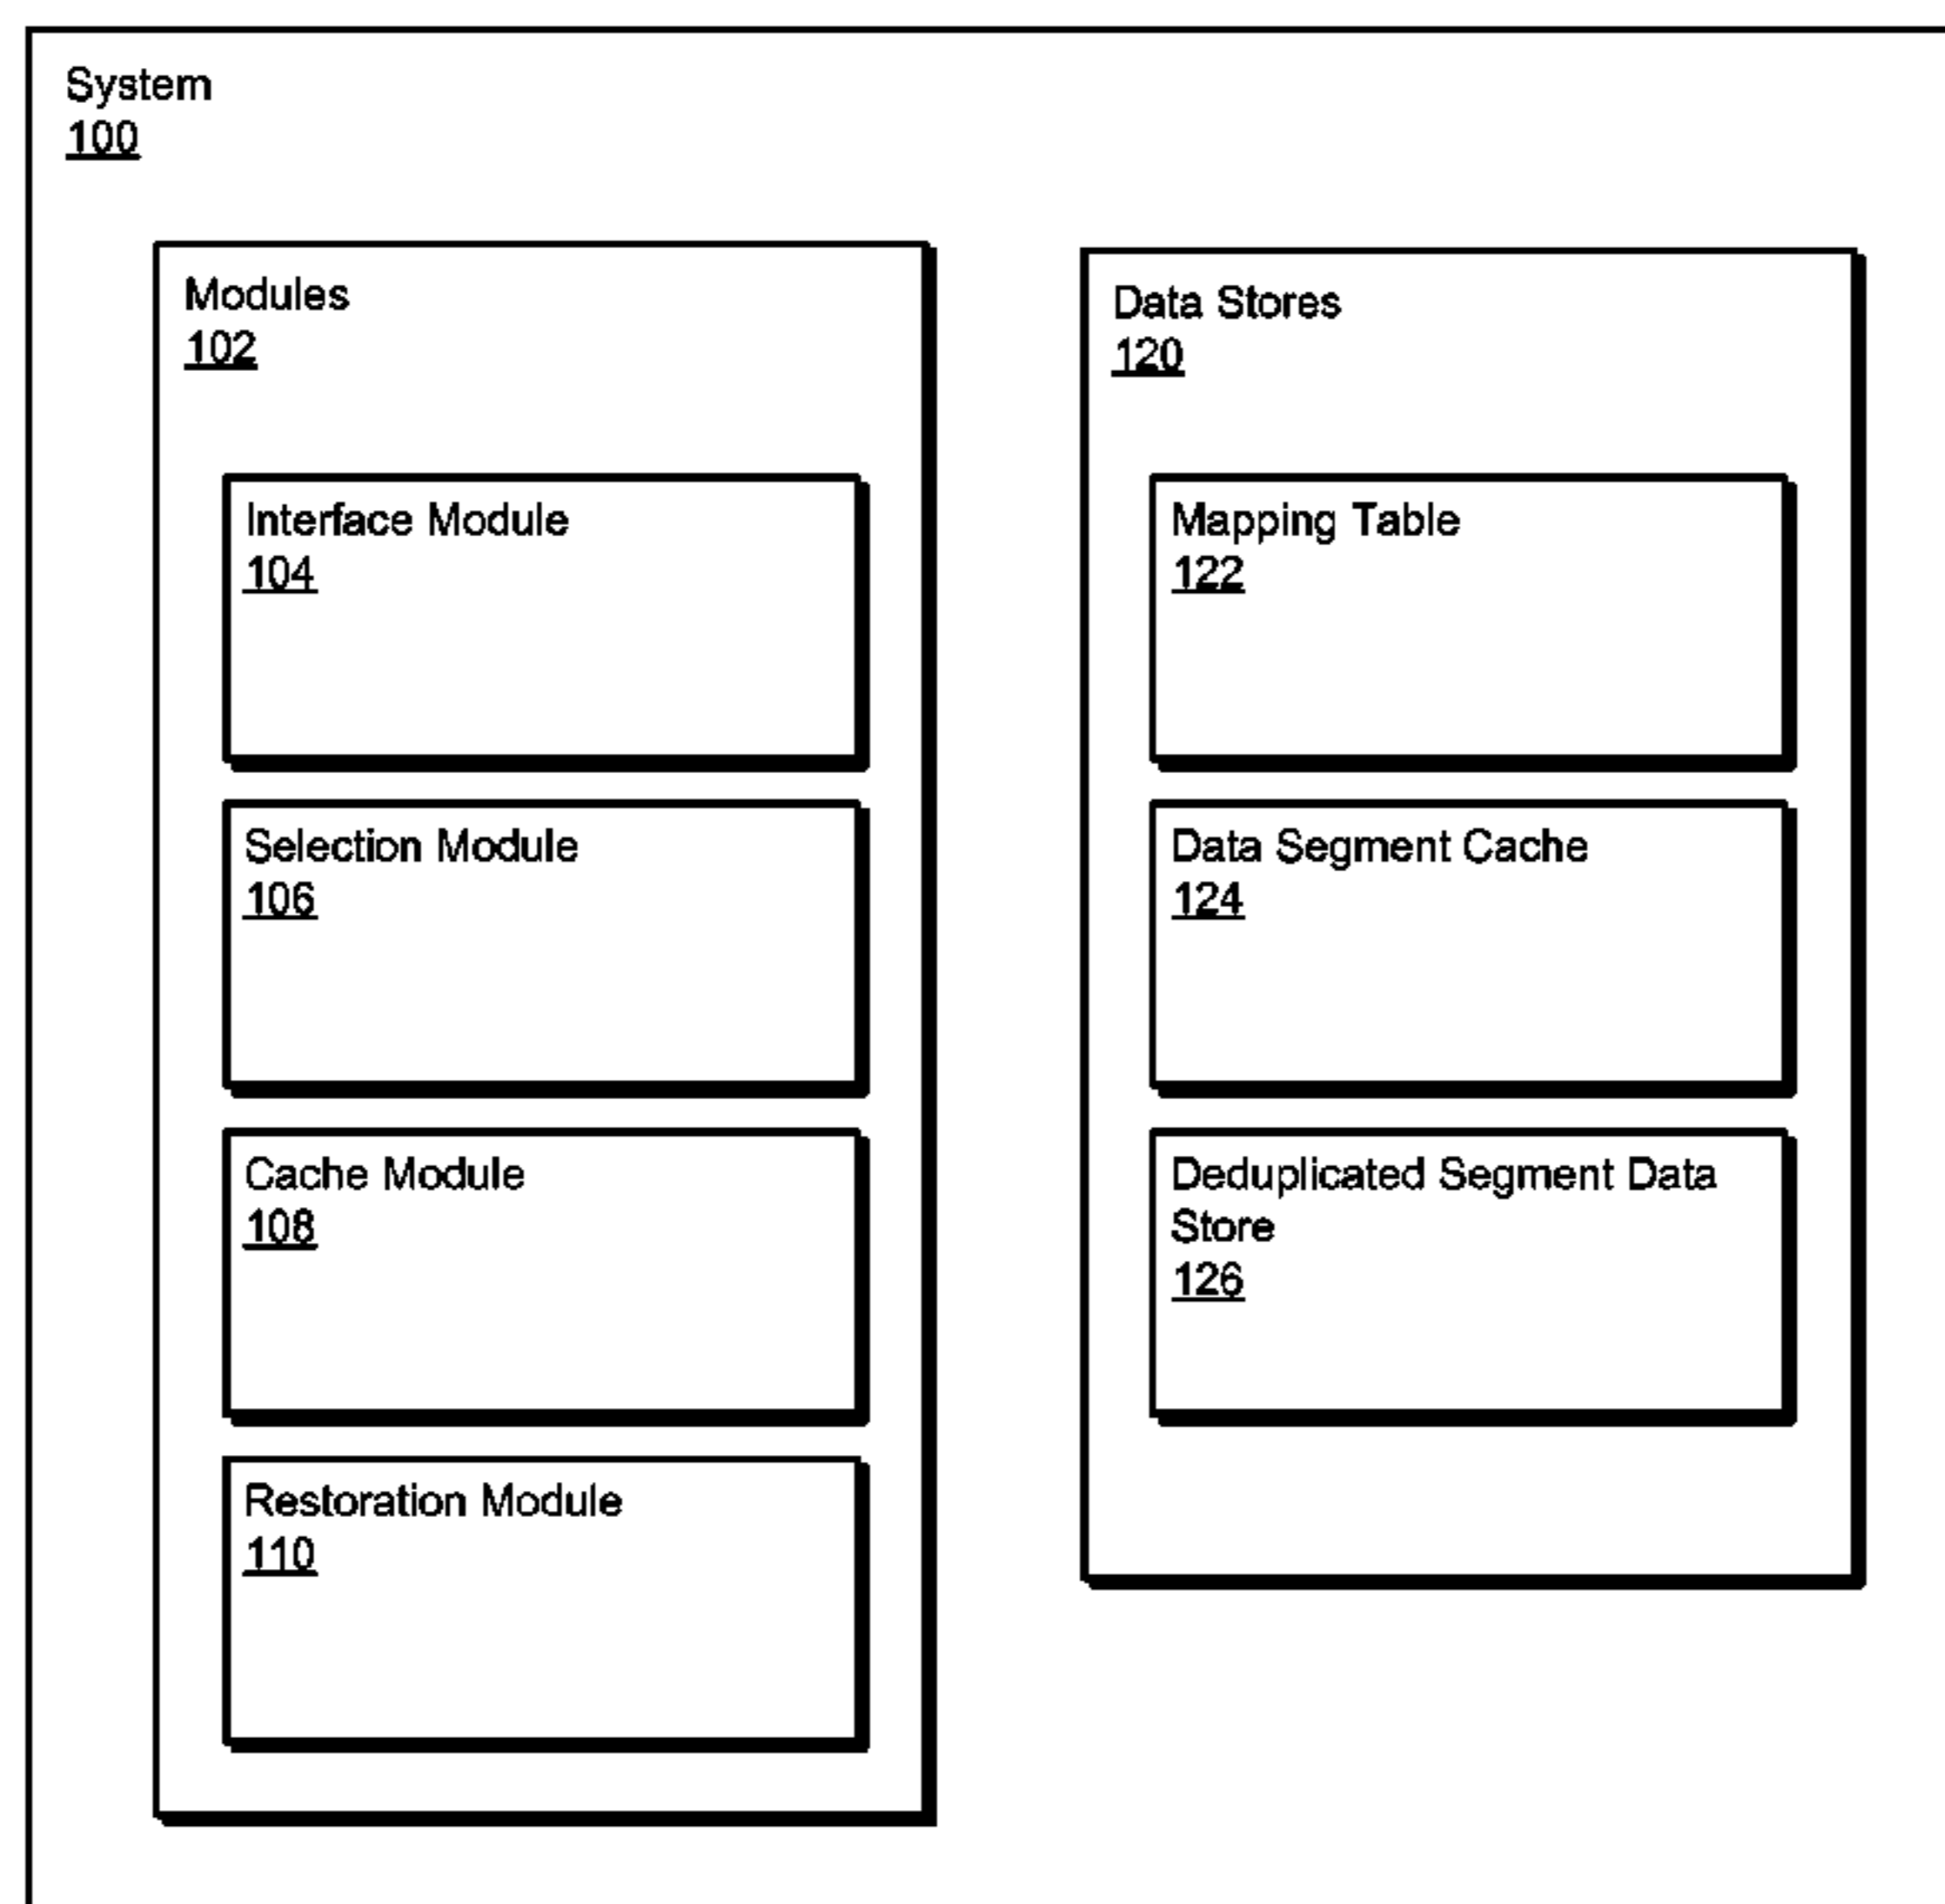 System
100
Modules
102
Interface Module
104
Selection Module
106
Cache Module
108
Restoration Module
110
Data Stores
120
Mapping Table
122
Data Segment Cache
124
Deduplicated Segment Data
Store
126